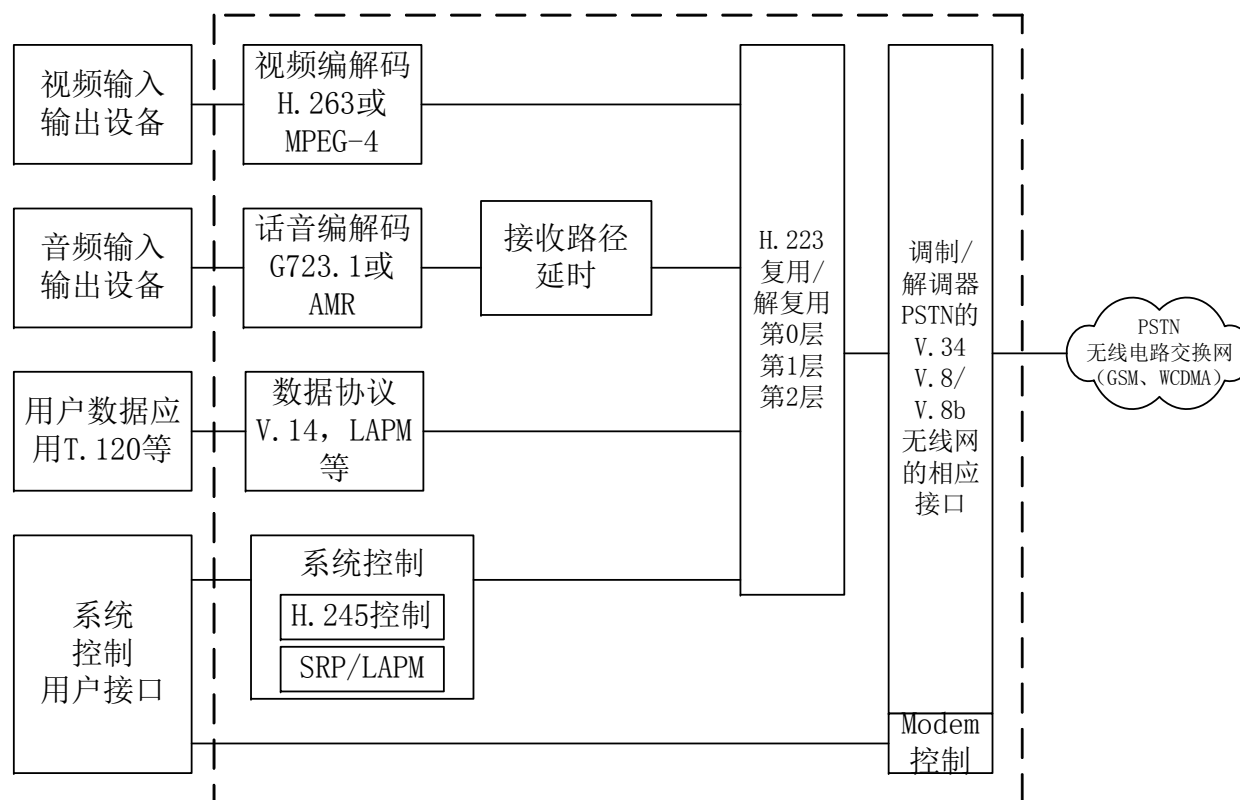 视频输入
输出设备
视频编解码
H.263或
MPEG-4
音频输入
输出设备
话音编解码
G723.1或
AMR
接收路径
延时
用户数据应
用T.120等
数据协议
V.14，LAPM
等
系统
控制
用户接口
系统控制
H.245控制
SRP/LAPM
H.223
复用/
解复用
第0层
第1层
第2层
调制/
解调器
PSTN的
V.34
V.8/
V.8b
无线网
的相应
接口
Modem
控制
PSTN
无线电路交换网
（GSM、WCDMA）